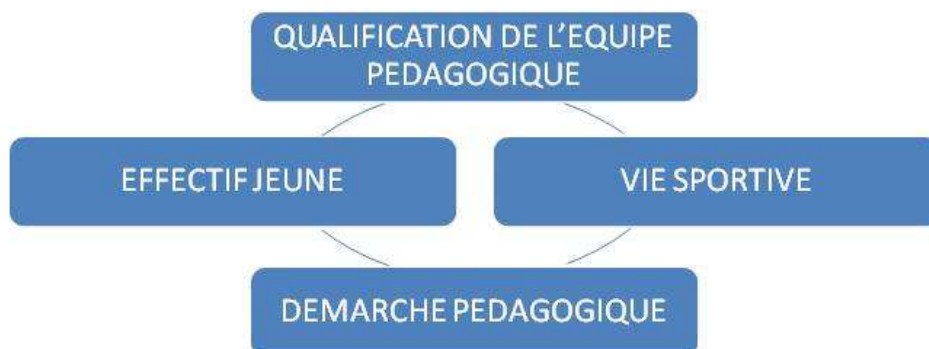 QUALIFICATION DE L'EQUIPE
PEDAGOGIQUE
EFFECTIF JEUNE
VIE SPORTIVE
DEMARCHE PEDAGOGIQUE